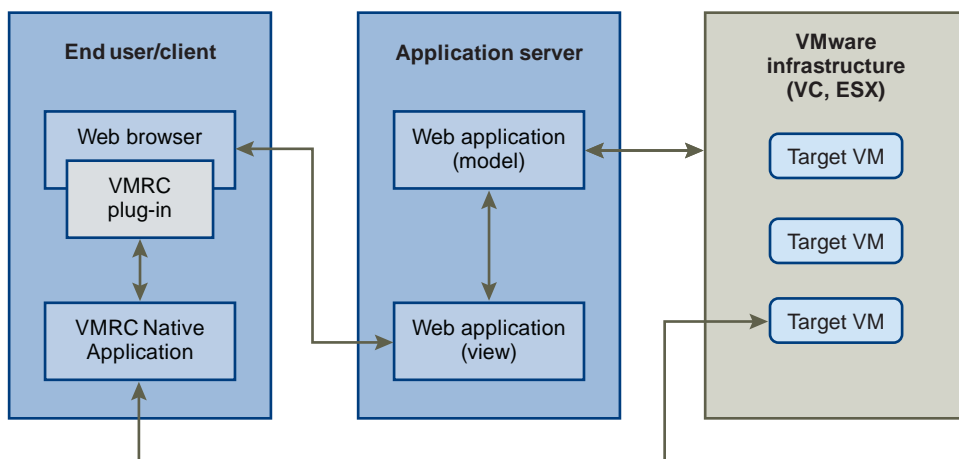 End user/client
Web browser
VMRC
plug-in
VMRC Native
Application
Application server
Web application
(model)
Web application
(view)
VMware
infrastructure
(VC, ESX)
Target VM
Target VM
Target VM